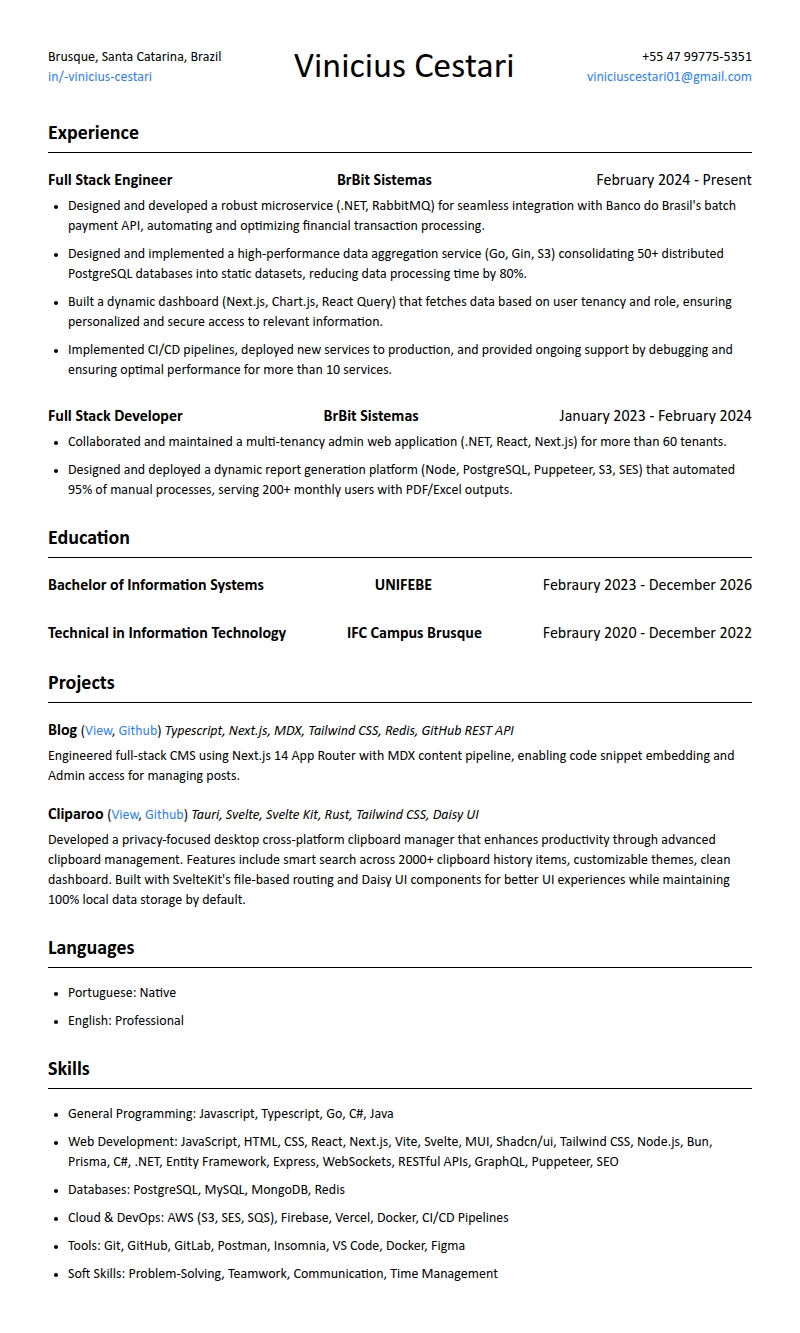 Brusque, Santa Catarina, Brazil
in/-vinicius-cestari
Vinicius Cestari
+55 47 99775-5351
viniciuscestari01@gmail.com
Experience
Full Stack Engineer BrBit Sistemas February 2024 - Present
• Designed and developed a robust microservice (.NET, RabbitMQ) for seamless integration with Banco do Brasil's batch
payment API, automating and optimizing financial transaction processing.
• Designed and implemented a high-performance data aggregation service (Go, Gin, S3) consolidating 50+ distributed
PostgreSQL databases into static datasets, reducing data processing time by 80%.
• Built a dynamic dashboard (Next.js, Chart.js, React Query) that fetches data based on user tenancy and role, ensuring
personalized and secure access to relevant information.
• Implemented CI/CD pipelines, deployed new services to production, and provided ongoing support by debugging and
ensuring optimal performance for more than 10 services.
Full Stack Developer BrBit Sistemas January 2023 - February 2024
• Collaborated and maintained a multi-tenancy admin web application (.NET, React, Next.js) for more than 60 tenants.
• Designed and deployed a dynamic report generation platform (Node, PostgreSQL, Puppeteer, S3, SES) that automated
95% of manual processes, serving 200+ monthly users with PDF/Excel outputs.
Education
Bachelor of Information Systems UNIFEBE Febraury 2023 - December 2026
Technical in Information Technology IFC Campus Brusque Febraury 2020 - December 2022
Projects
Blog (View, Github) Typescript, Next.js, MDX, Tailwind CSS, Redis, GitHub REST API
Engineered full-stack CMS using Next.js 14 App Router with MDX content pipeline, enabling code snippet embedding and
Admin access for managing posts.
Cliparoo (View, Github) Tauri, Svelte, Svelte Kit, Rust, Tailwind CSS, Daisy UI
Developed a privacy-focused desktop cross-platform clipboard manager that enhances productivity through advanced
clipboard management. Features include smart search across 2000+ clipboard history items, customizable themes, clean
dashboard. Built with SvelteKit's file-based routing and Daisy UI components for better UI experiences while maintaining
100% local data storage by default.
Languages
• Portuguese: Native
• English: Professional
Skills
• General Programming: Javascript, Typescript, Go, C#, Java
• Web Development: JavaScript, HTML, CSS, React, Next.js, Vite, Svelte, MUI, Shadcn/ui, Tailwind CSS, Node.js, Bun,
Prisma, C#, .NET, Entity Framework, Express, WebSockets, RESTful APIs, GraphQL, Puppeteer, SEO
• Databases: PostgreSQL, MySQL, MongoDB, Redis
• Cloud & DevOps: AWS (S3, SES, SQS), Firebase, Vercel, Docker, CI/CD Pipelines
• Tools: Git, GitHub, GitLab, Postman, Insomnia, VS Code, Docker, Figma
• Soft Skills: Problem-Solving, Teamwork, Communication, Time Management